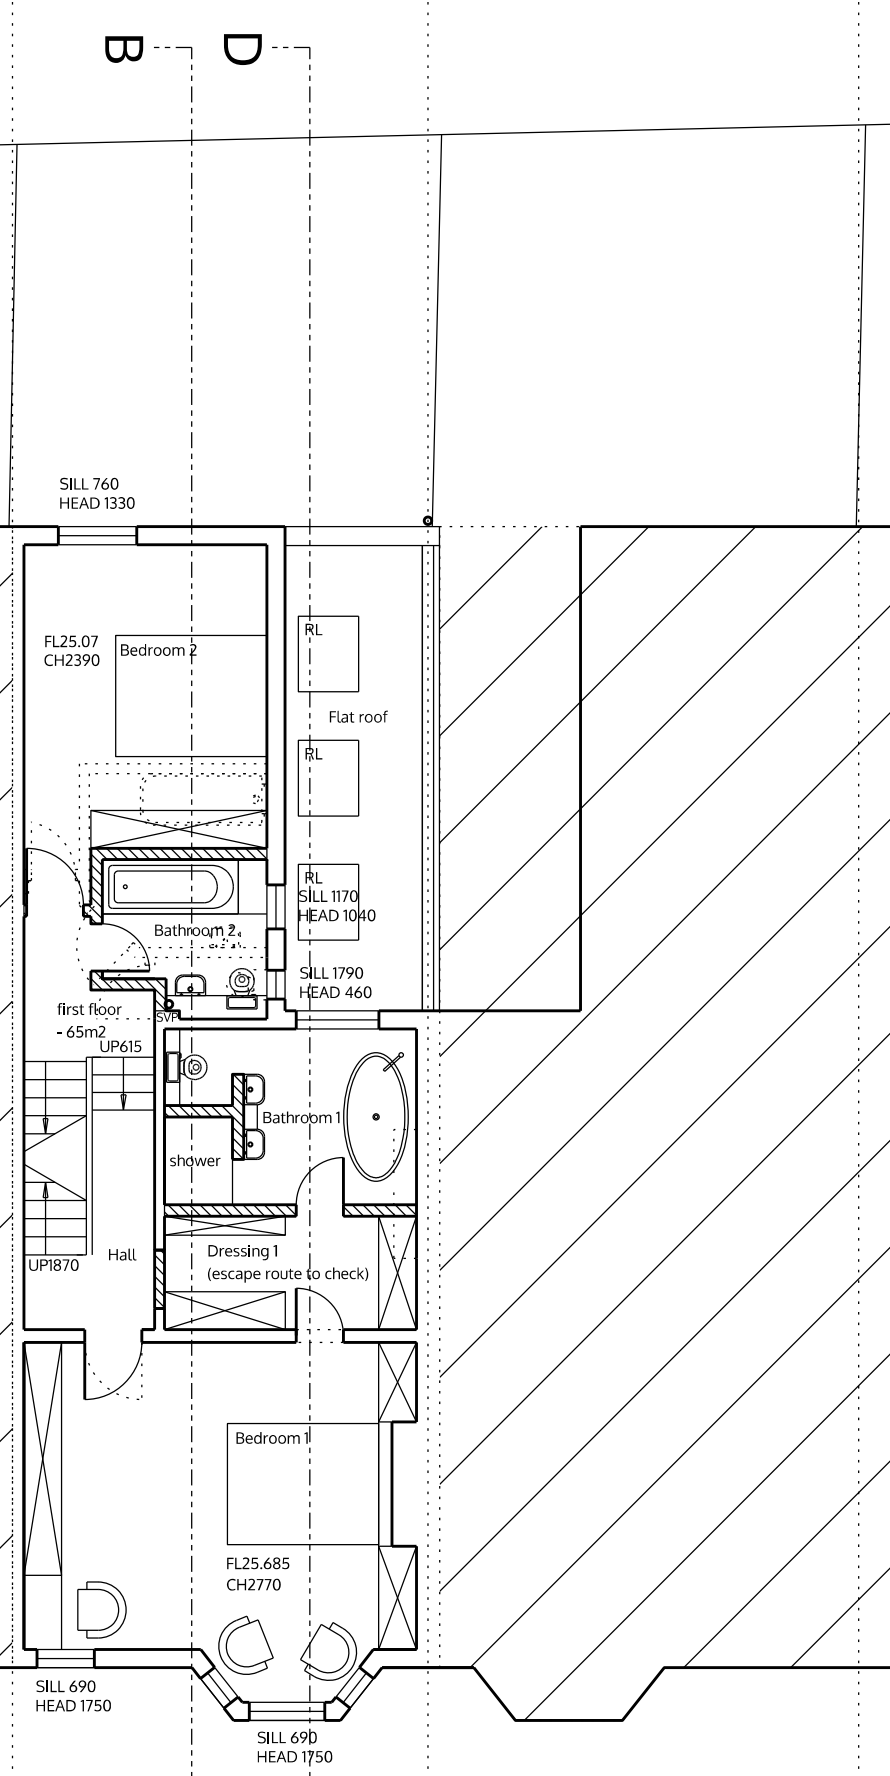 B
D
SILL 760
HEAD 1330
FL25.07
CH2390
Bedroom 2
RL
Flat roof
RL
RL
SILL 1170
HEAD 1040
Bathroom 2
SILL 1790
HEAD 460
first floor
- 65m2
SVP
UP615
Bathroom 1
shower
Hall
UP1870
Dressing 1
(escape route to check)
Bedroom 1
FL25.685
CH2770
SILL 690
HEAD 1750
SILL 690
HEAD 1750